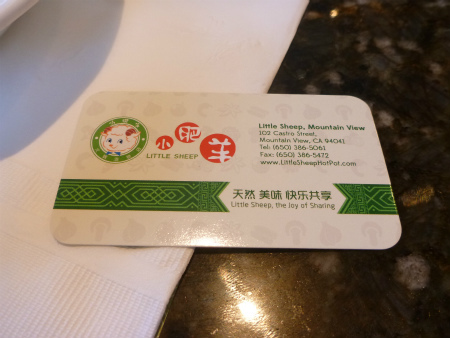 小肥羊
LITTLE SHEEP
Little Sheep, Mountain View
102 Castro Street,
Mountain View, CA 94041
Tel: (650) 386-5061
Fax: (650) 386-5472
www.LittleSheepHotPot.com
天然 美味 快乐共享
Little Sheep, the Joy of Sharing